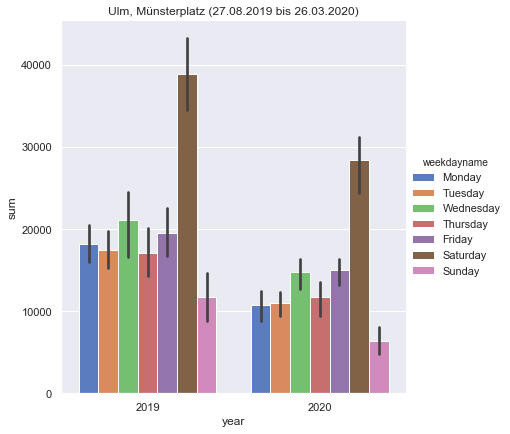 Ulm, Münsterplatz (27.08.2019 bis 26.03.2020)
40000
30000
20000
10000
0
sum
2019
2020
year
weekdayname
Monday
Tuesday
Wednesday
Thursday
Friday
Saturday
Sunday